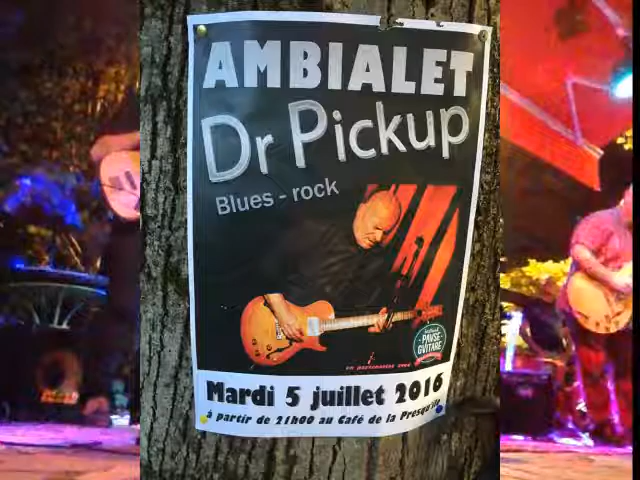 AMBIALET
Dr Pickup
Blues - rock
PAUSE
GUITARE
Mardi 5 juillet 2016
à partir de 21h00 au Café de la Presqu'île